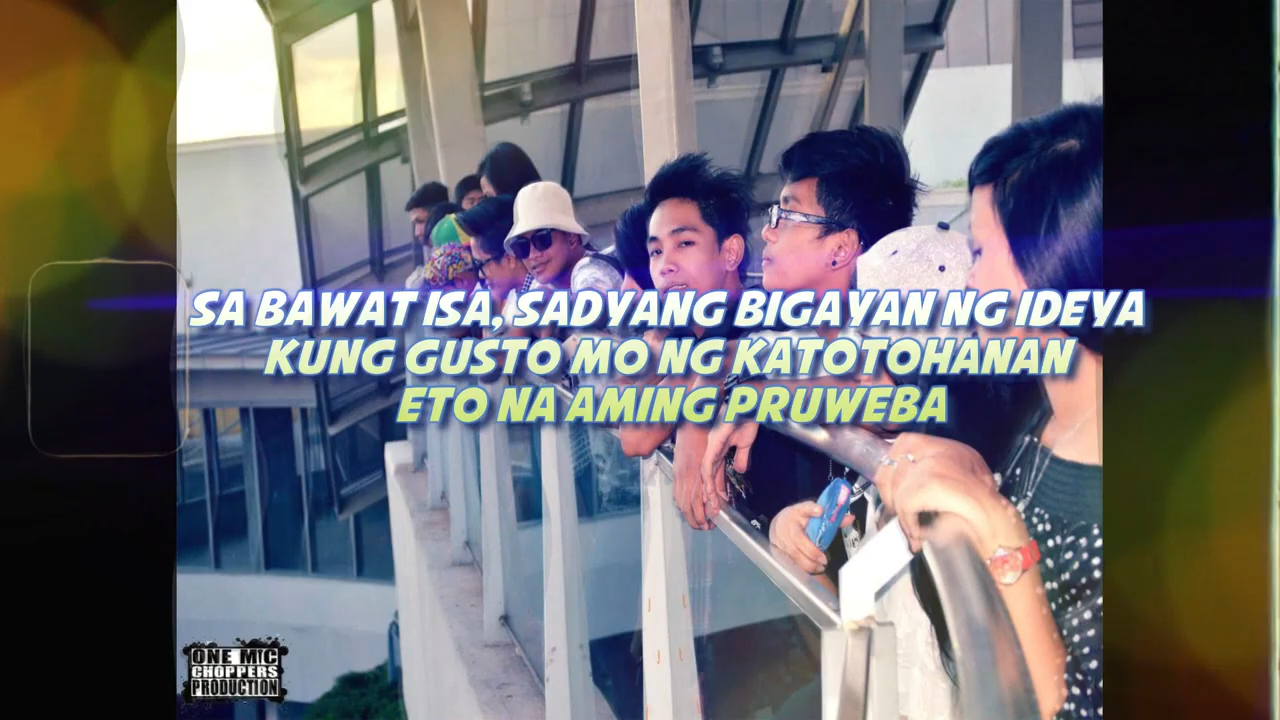 SA BAWAT ISA, SADYANG BIGAYAN NG IDEYA
KUNG GUSTO MO NG KATOTOHANAN
ETO NA AMING PRUWEBA
ONE MIC
CHOPPERS
PRODUCTION